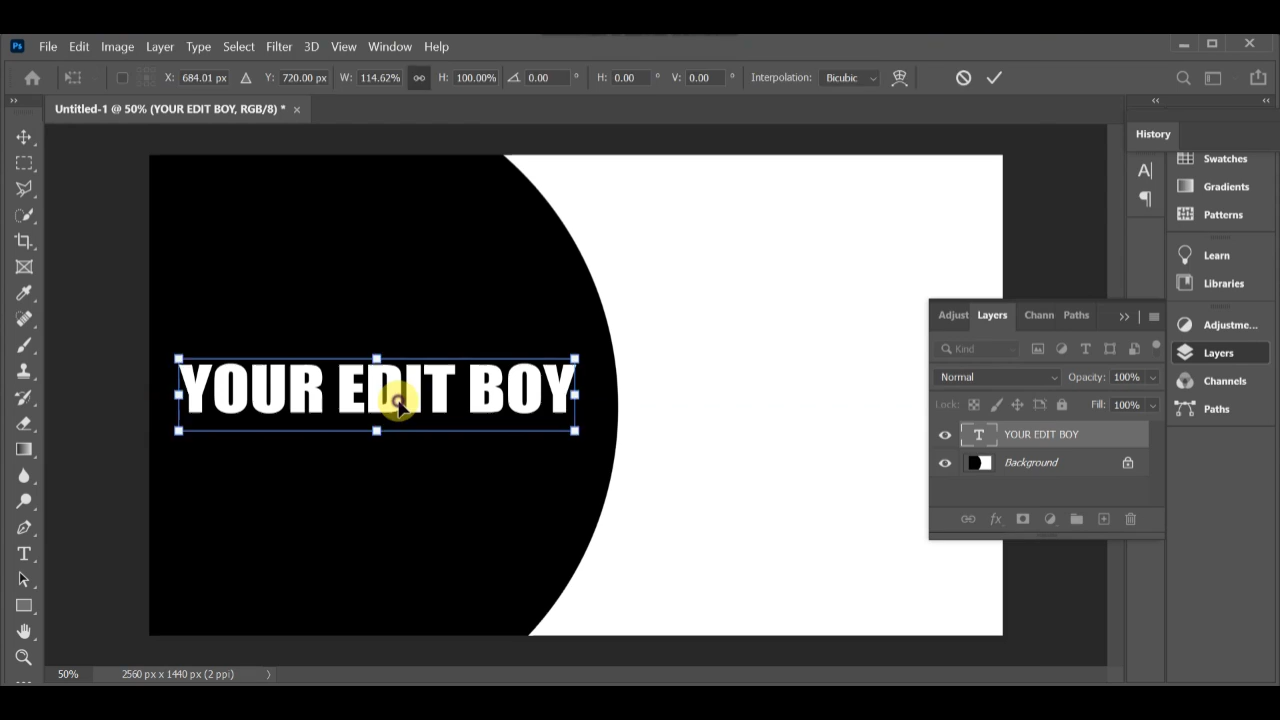 Ps File Edit Image Layer Type Select Filter 3D View Window Help
X: 684.01 px Y: 720.00 px W: 114.62% H: 100.00% 0.00 ° H: 0.00 ° V: 0.00 ° Interpolation: Bicubic
Untitled-1 @ 50% (YOUR EDIT BOY, RGB/8) * ×
History
Swatches
Gradients
Patterns
Learn
Libraries
Adjustme...
Layers
Channels
Paths
YOUR EDIT BOY
Adjust Layers Chann Paths
Kind
Normal Opacity: 100%
Lock: Fill: 100%
T YOUR EDIT BOY
Background
fx
50% 2560 px x 1440 px (2 ppi)